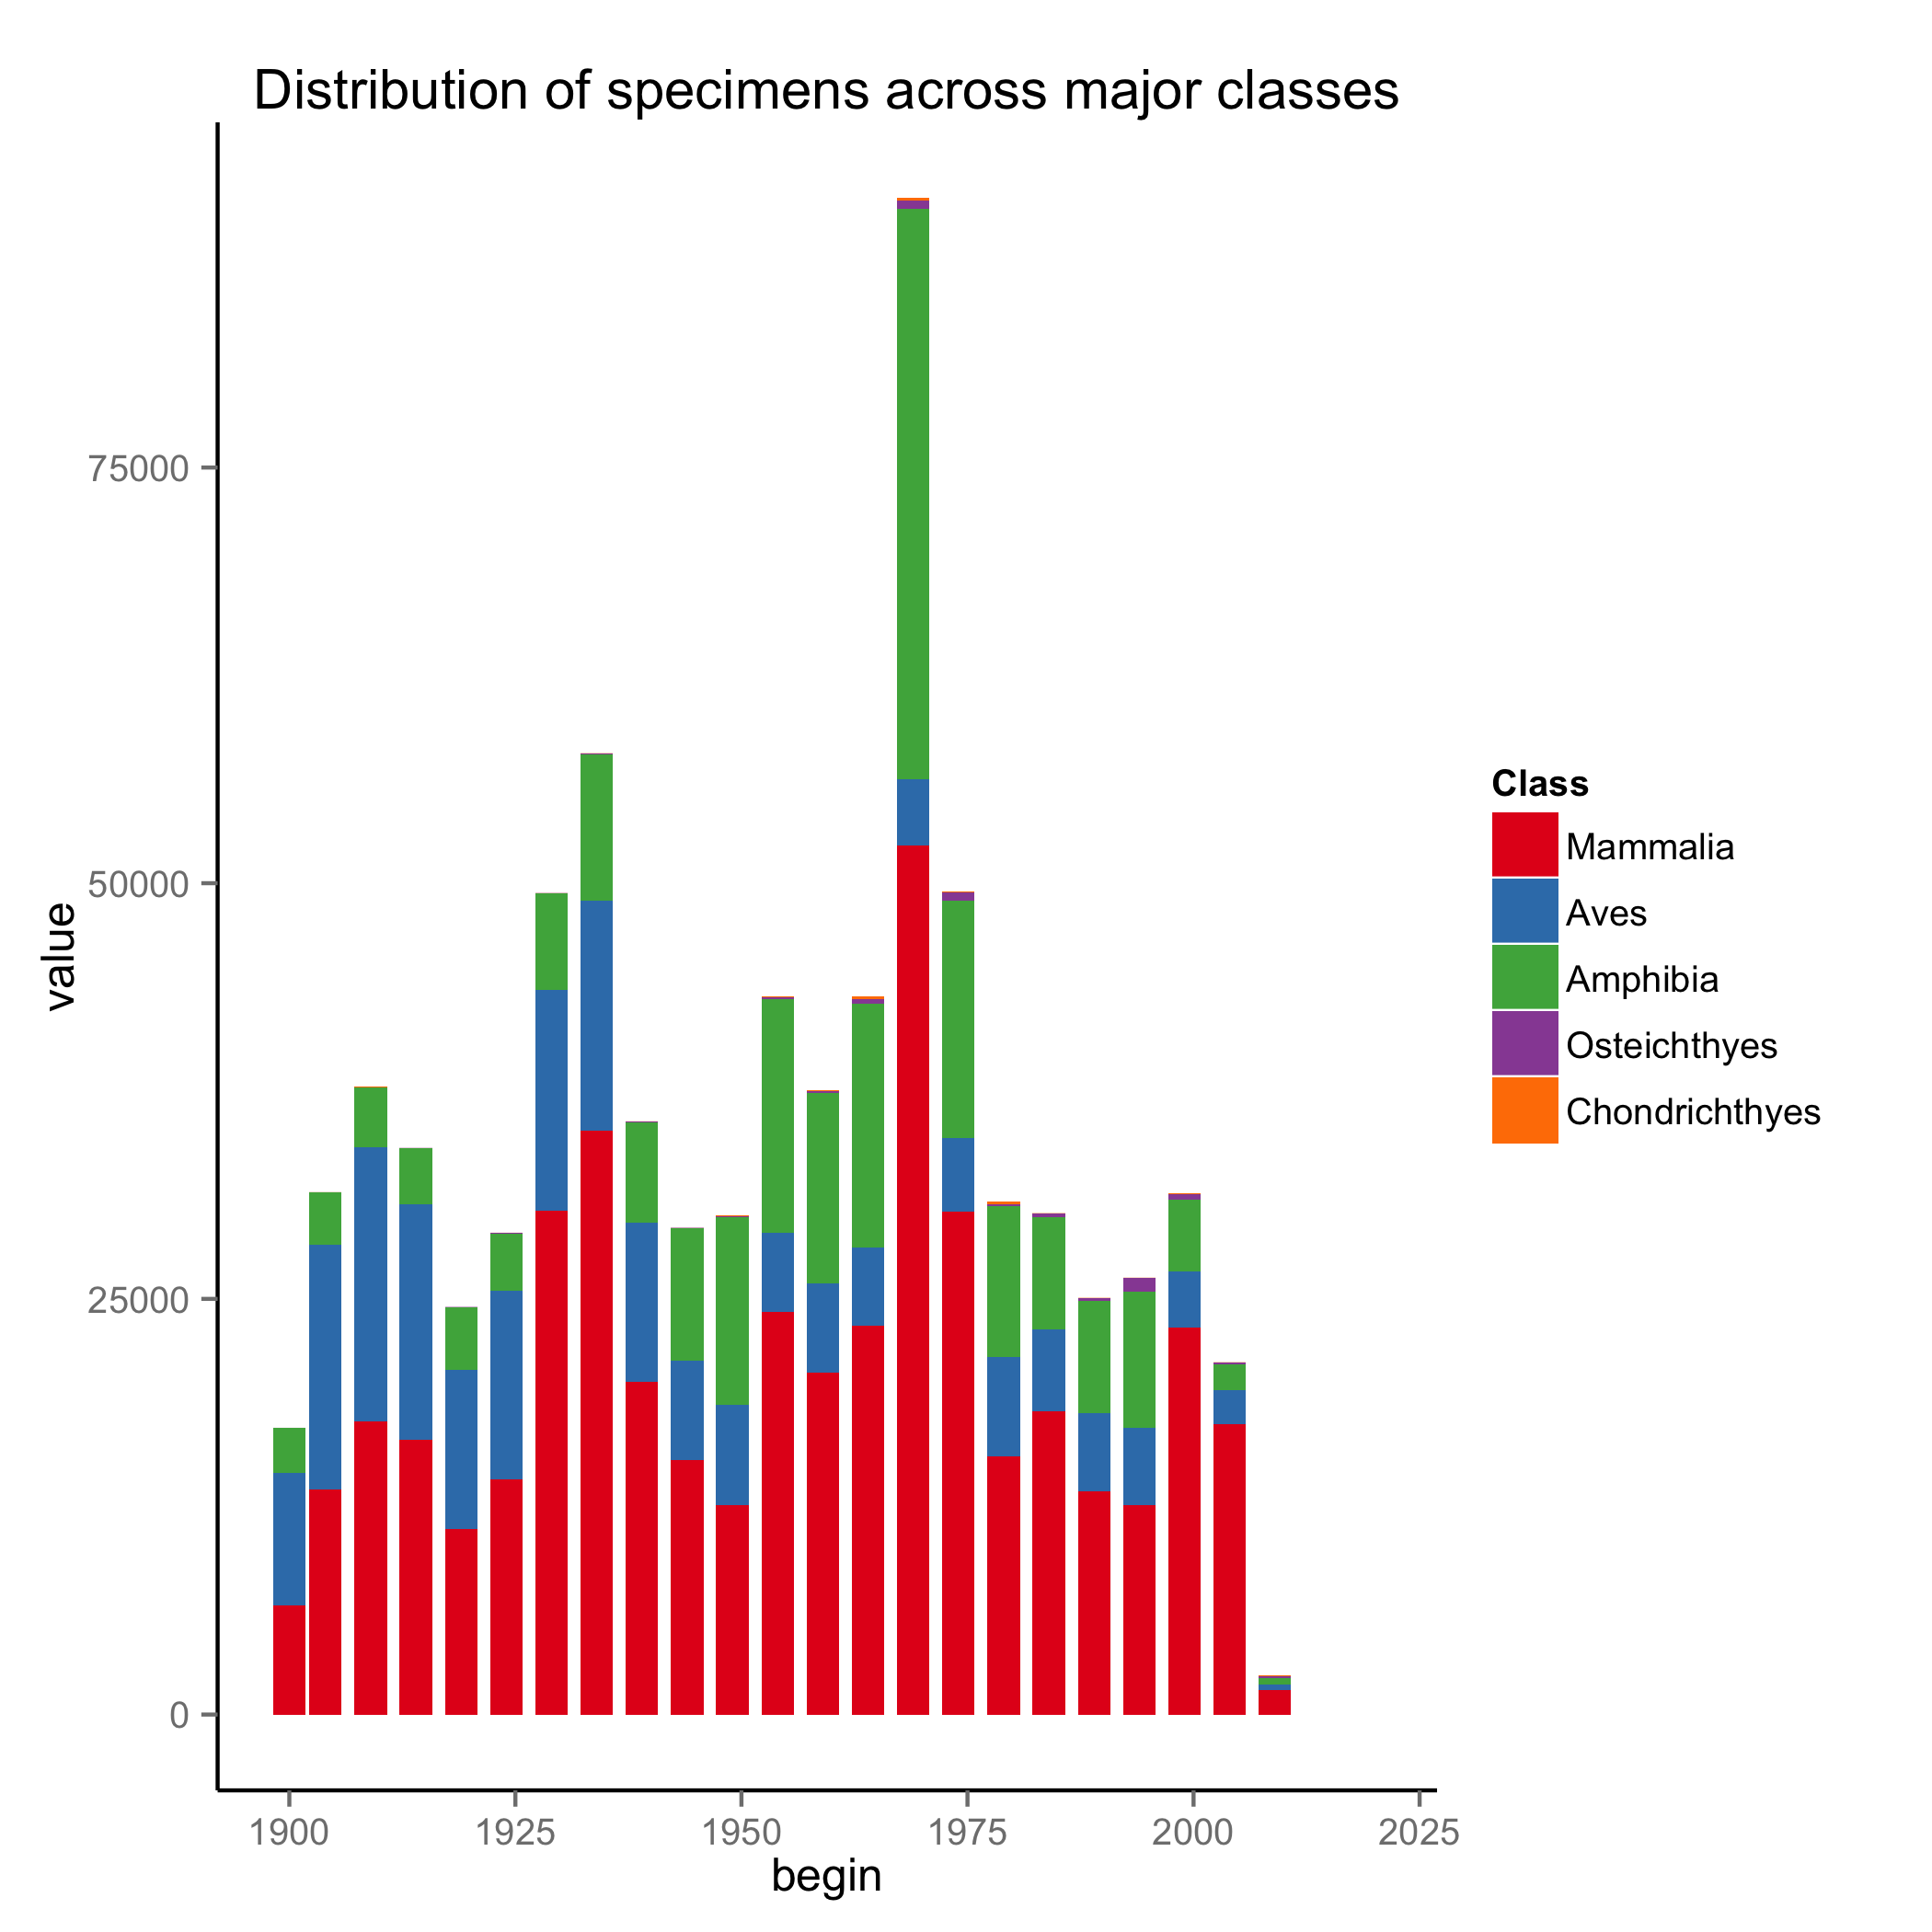 Distribution of specimens across major classes
75000
50000
25000
0
value
1900 1925 1950 1975 2000 2025
begin
Class
Mammalia
Aves
Amphibia
Osteichthyes
Chondrichthyes